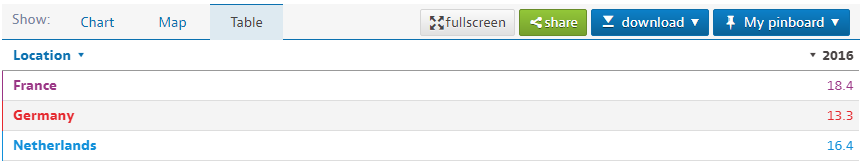 Show: Chart Map Table fullscreen share download My pinboard
Location 2016
France 18.4
Germany 13.3
Netherlands 16.4